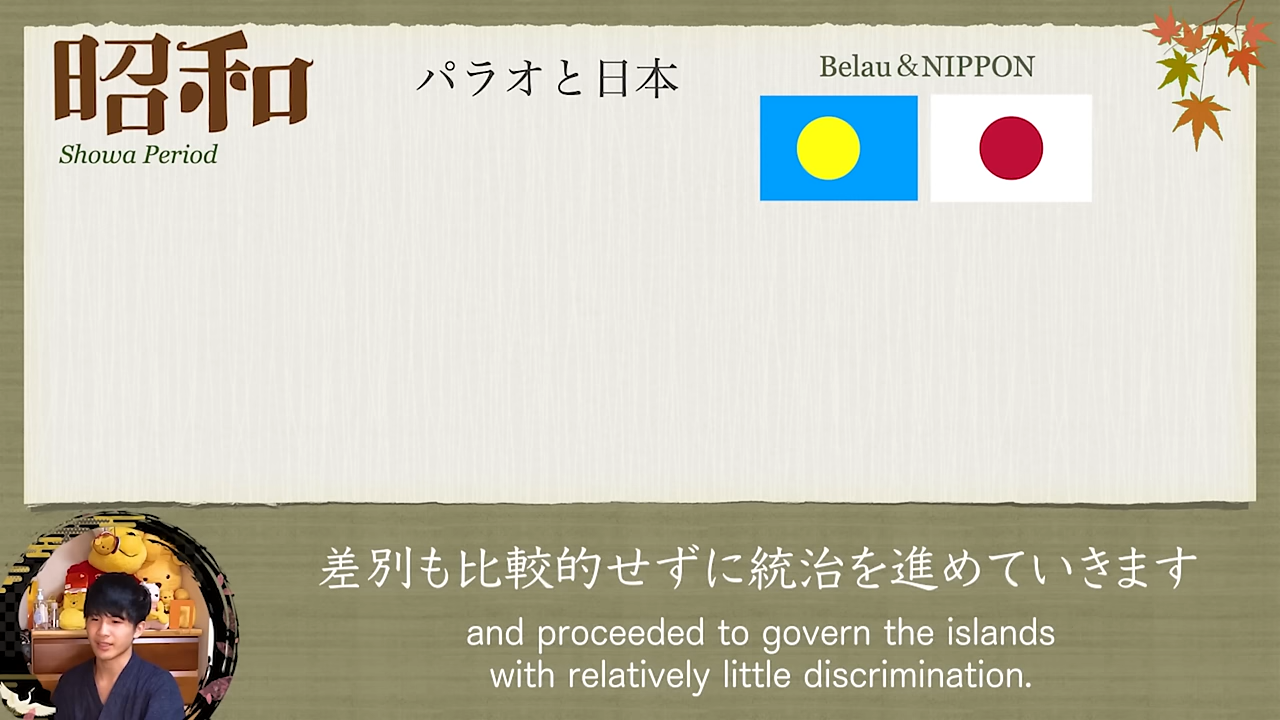 昭和
Showa Period
パラオと日本
Belau＆NIPPON
差別も比較的せずに統治を進めていきます
and proceeded to govern the islands
with relatively little discrimination.